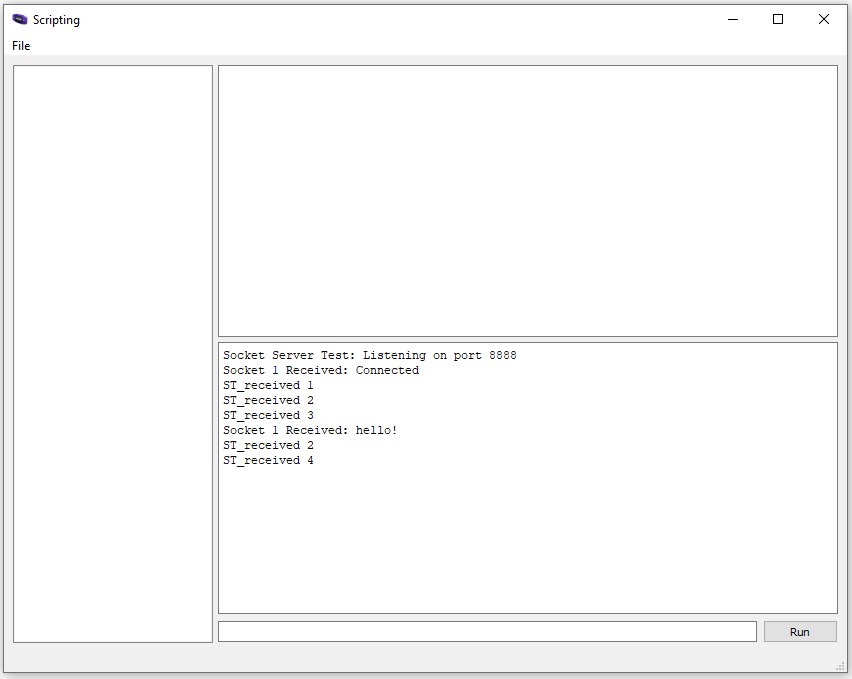 Scripting
File
Socket Server Test: Listening on port 8888
Socket 1 Received: Connected
ST_received 1
ST_received 2
ST_received 3
Socket 1 Received: hello!
ST_received 2
ST_received 4
Run